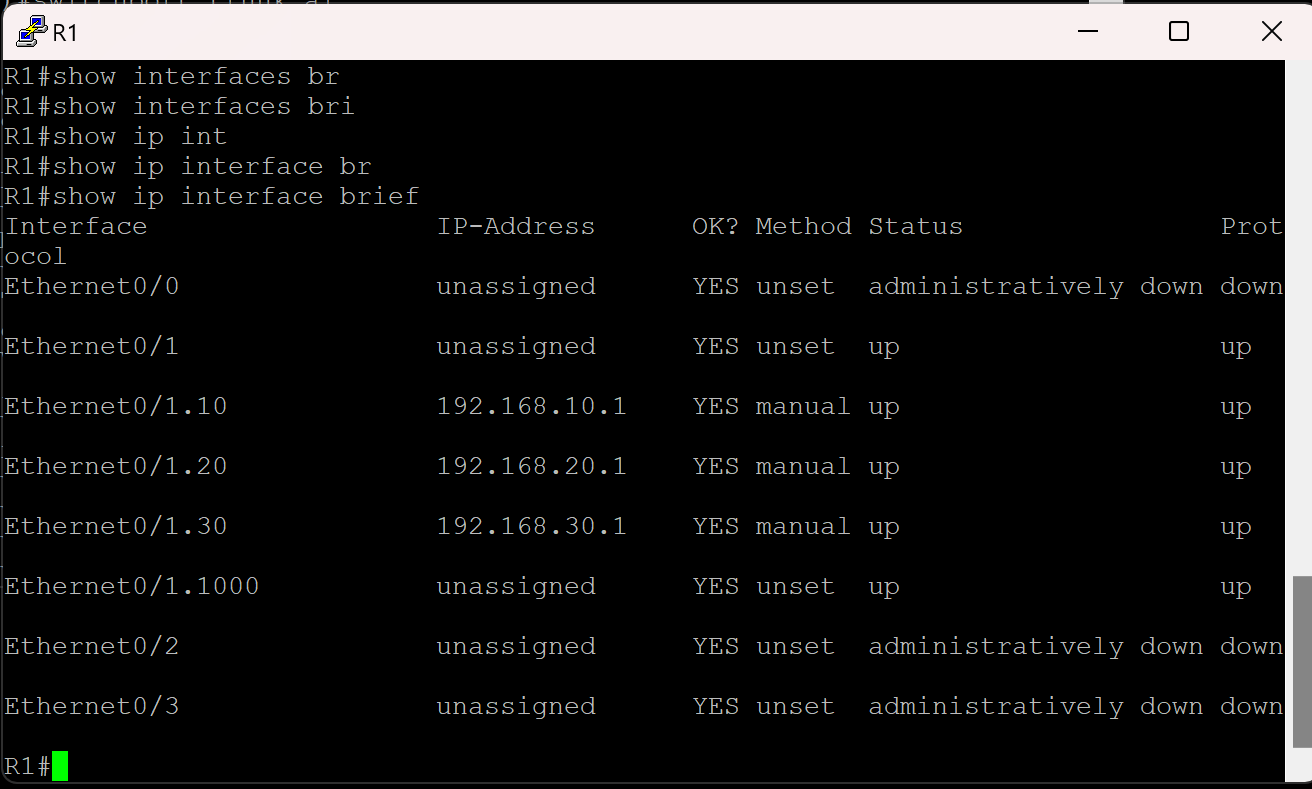 R1
R1#show interfaces br
R1#show interfaces bri
R1#show ip int
R1#show ip interface br
R1#show ip interface brief
Interface                  IP-Address      OK? Method Status                Prot
ocol
Ethernet0/0                unassigned      YES unset  administratively down down
Ethernet0/1                unassigned      YES unset  up                    up
Ethernet0/1.10             192.168.10.1    YES manual up                    up
Ethernet0/1.20             192.168.20.1    YES manual up                    up
Ethernet0/1.30             192.168.30.1    YES manual up                    up
Ethernet0/1.1000           unassigned      YES unset  up                    up
Ethernet0/2                unassigned      YES unset  administratively down down
Ethernet0/3                unassigned      YES unset  administratively down down
R1#